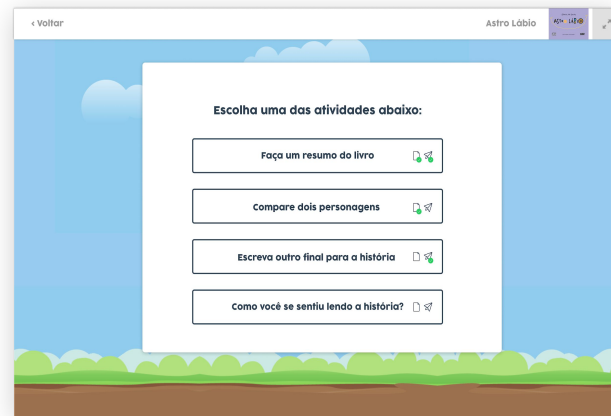 ‹ Voltar
Astro Lábio
Escolha uma das atividades abaixo:
Faça um resumo do livro
Compare dois personagens
Escreva outro final para a história
Como você se sentiu lendo a história?